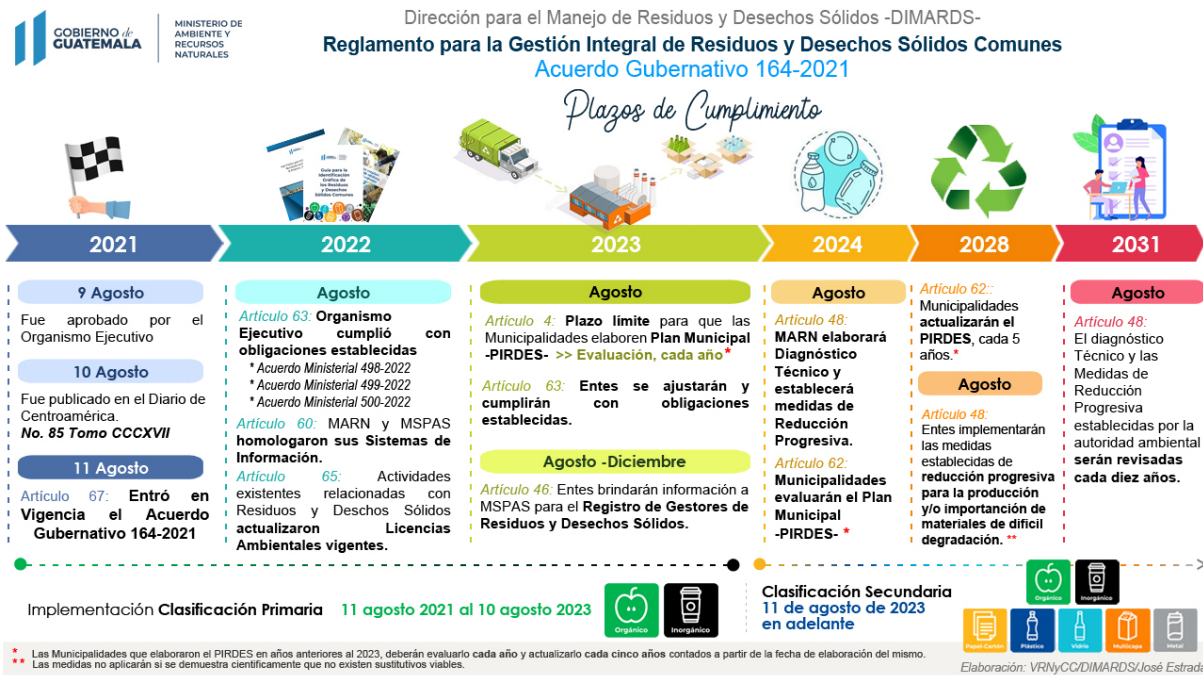 GOBIERNO de
GUATEMALA
MINISTERIO DE
AMBIENTE Y
RECURSOS
NATURALES
Dirección para el Manejo de Residuos y Desechos Sólidos -DIMARDS-
Reglamento para la Gestión Integral de Residuos y Desechos Sólidos Comunes
Acuerdo Gubernativo 164-2021
Plazos de Cumplimiento
Guía para la
Identificación
Gráfica de
los Residuos
y Desechos
Sólidos Comunes
2021
9 Agosto
Fue aprobado por el
Organismo Ejecutivo
10 Agosto
Fue publicado en el Diario de
Centroamérica.
No. 85 Tomo CCCXVII
11 Agosto
Artículo 67: Entró en
Vigencia el Acuerdo
Gubernativo 164-2021
2022
Agosto
Artículo 63: Organismo
Ejecutivo cumplió con
obligaciones establecidas
* Acuerdo Ministerial 498-2022
* Acuerdo Ministerial 499-2022
* Acuerdo Ministerial 500-2022
Artículo 60: MARN y MSPAS
homologaron sus Sistemas de
Información.
Artículo 65: Actividades
existentes relacionadas con
Residuos y Deschos Sólidos
actualizaron Licencias
Ambientales vigentes.
2023
Agosto
Artículo 4: Plazo límite para que las
Municipalidades elaboren Plan Municipal
-PIRDES- >> Evaluación, cada año *
Artículo 63: Entes se ajustarán y
cumplirán con obligaciones
establecidas.
Agosto -Diciembre
Artículo 46: Entes brindarán información a
MSPAS para el Registro de Gestores de
Residuos y Desechos Sólidos.
2024
Agosto
Artículo 48:
MARN elaborará
Diagnóstico
Técnico y
establecerá
medidas de
Reducción
Progresiva.
Artículo 62:
Municipalidades
evaluarán el Plan
Municipal
-PIRDES- *
2028
Artículo 62::
Municipalidades
actualizarán el
PIRDES, cada 5
años.*
Agosto
Artículo 48:
Entes implementarán
las medidas
establecidas de
reducción progresiva
para la producción
y/o importanción de
materiales de dificil
degradación. **
2031
Agosto
Artículo 48:
El diagnóstico
Técnico y las
Medidas de
Reducción
Progresiva
establecidas por la
autoridad ambiental
serán revisadas
cada diez años.
Implementación Clasificación Primaria 11 agosto 2021 al 10 agosto 2023
Orgánico
Inorgánico
Clasificación Secundaria
11 de agosto de 2023
en adelante
Orgánico
Inorgánico
Papel-Cartón
Plástico
Vidrio
Multicapa
Metal
* Las Municipalidades que elaboraron el PIRDES en años anteriores al 2023, deberán evaluarlo cada año y actualizarlo cada cinco años contados a partir de la fecha de elaboración del mismo.
** Las medidas no aplicarán si se demuestra cientificamente que no existen sustitutivos viables.
Elaboración: VRNyCC/DIMARDS/José Estrada